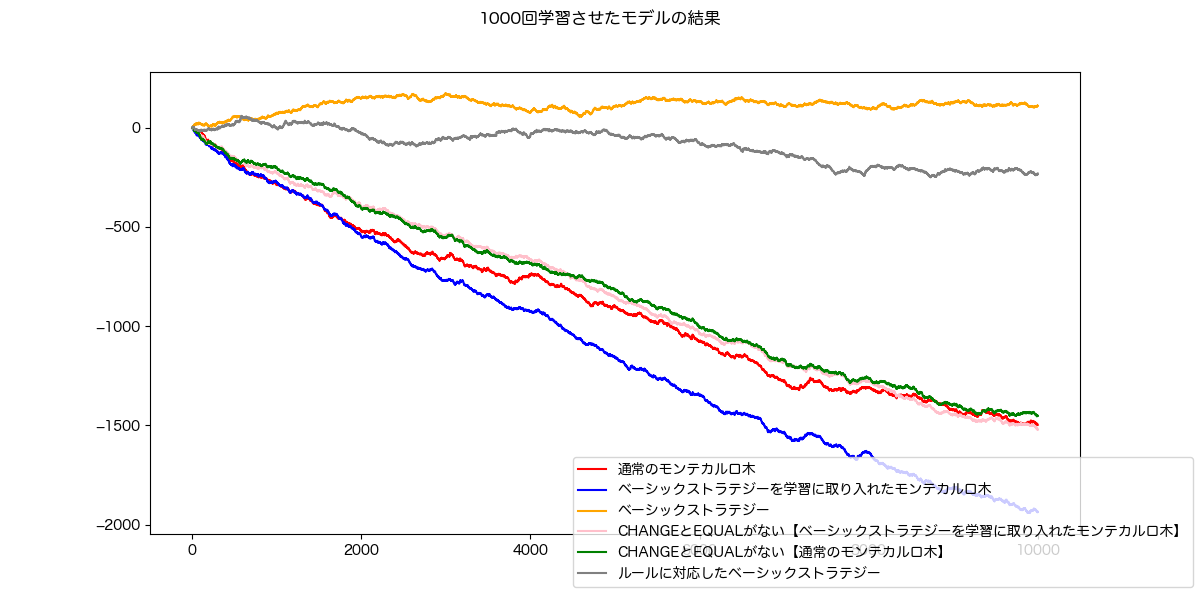 1000回学習させたモデルの結果
0
−500
−1000
−1500
−2000
0
2000
4000
10000
通常のモンテカルロ木
ベーシックストラテジーを学習に取り入れたモンテカルロ木
ベーシックストラテジー
CHANGEとEQUALがない【ベーシックストラテジーを学習に取り入れたモンテカルロ木】
CHANGEとEQUALがない【通常のモンテカルロ木】
ルールに対応したベーシックストラテジー